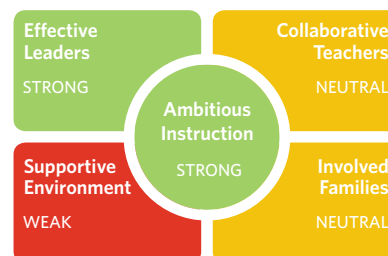 Effective
Leaders
STRONG
Collaborative
Teachers
NEUTRAL
Ambitious
Instruction
STRONG
Supportive
Environment
WEAK
Involved
Families
NEUTRAL